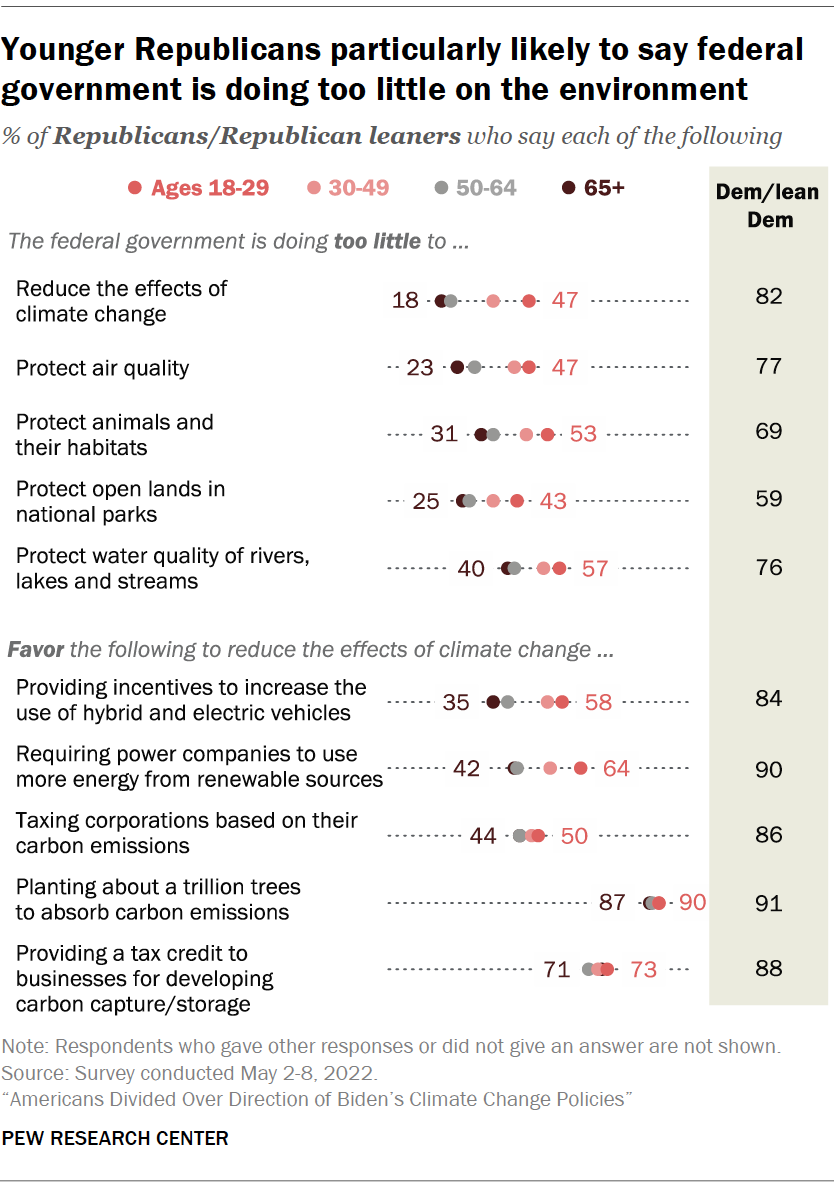 Younger Republicans particularly likely to say federal
government is doing too little on the environment
% of Republicans/Republican leaners who say each of the following
Ages 18-29 30-49 50-64 65+
Dem/lean
Dem
The federal government is doing too little to ...
Reduce the effects of
climate change
18 47 82
Protect air quality
23 47 77
Protect animals and
their habitats
31 53 69
Protect open lands in
national parks
25 43 59
Protect water quality of rivers,
lakes and streams
40 57 76
Favor the following to reduce the effects of climate change ...
Providing incentives to increase the
use of hybrid and electric vehicles
35 58 84
Requiring power companies to use
more energy from renewable sources
42 64 90
Taxing corporations based on their
carbon emissions
44 50 86
Planting about a trillion trees
to absorb carbon emissions
87 90 91
Providing a tax credit to
businesses for developing
carbon capture/storage
71 73 88
Note: Respondents who gave other responses or did not give an answer are not shown.
Source: Survey conducted May 2-8, 2022.
“Americans Divided Over Direction of Biden’s Climate Change Policies”
PEW RESEARCH CENTER